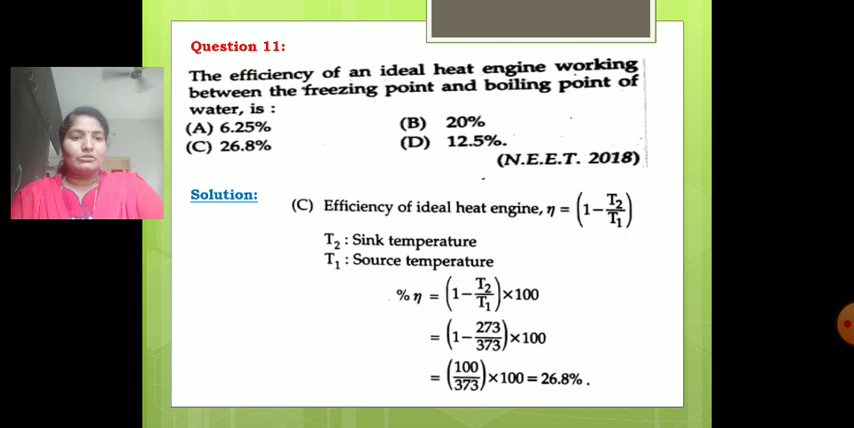 Question 11:
The efficiency of an ideal heat engine working
between the freezing point and boiling point of
water, is :
(A) 6.25% (B) 20%
(C) 26.8% (D) 12.5%.
(N.E.E.T. 2018)
Solution:
(C) Efficiency of ideal heat engine, η = (1 − T₂/T₁)
T₂ : Sink temperature
T₁ : Source temperature
% η = (1 − T₂/T₁) × 100
= (1 − 273/373) × 100
= (100/373) × 100 = 26.8% .